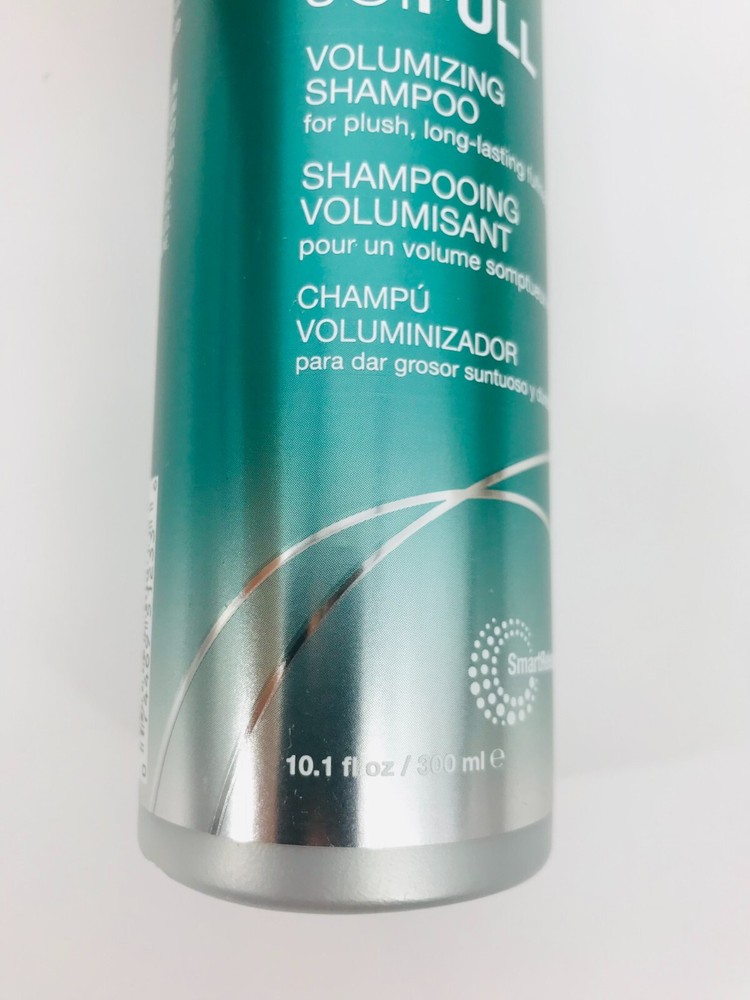 FULL
VOLUMIZING
SHAMPOO
for plush, long-lasting
SHAMPOOING
VOLUMISANT
pour un volume
CHAMPÚ
VOLUMINIZADOR
para dar grosor suntuoso y
10.1 fl oz / 300 ml ℮